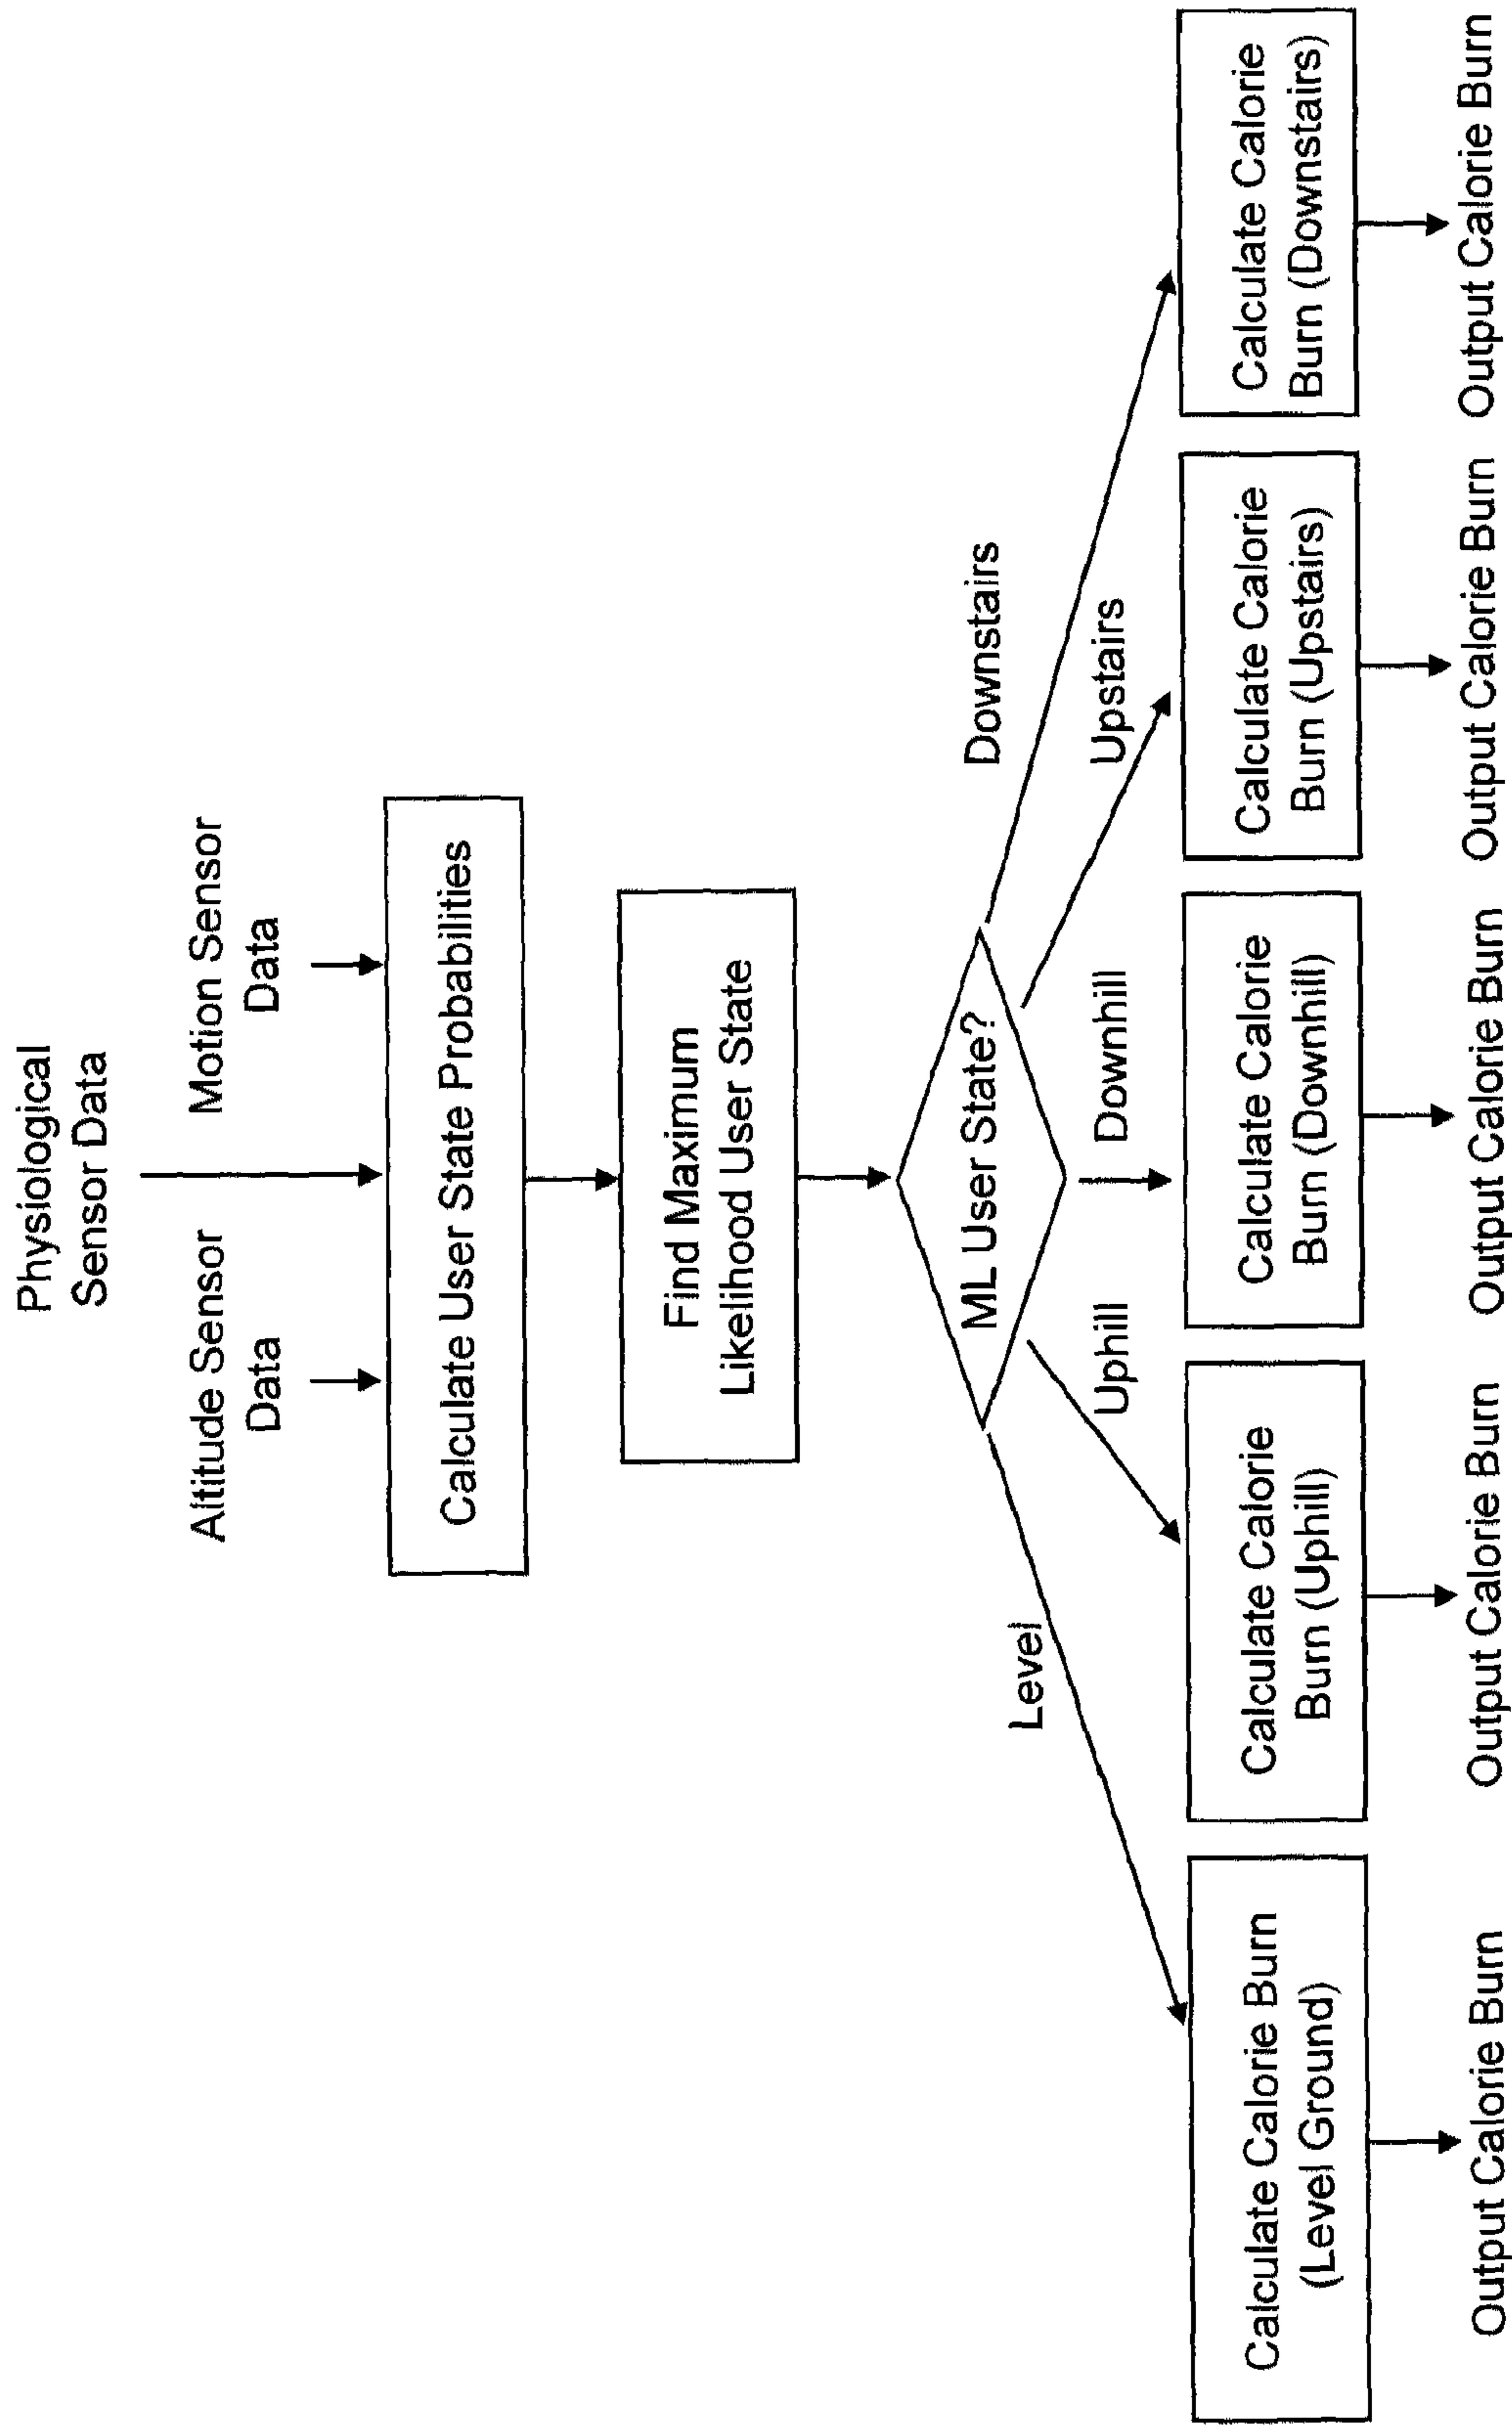 Physiological
Sensor Data
Altitude Sensor
Data
Motion Sensor
Data
Calculate User State Probabilities
Find Maximum
Likelihood User State
ML User State?
Level
Uphill
Downhill
Upstairs
Downstairs
Calculate Calorie Burn
(Level Ground)
Calculate Calorie
Burn (Uphill)
Calculate Calorie
Burn (Downhill)
Calculate Calorie
Burn (Upstairs)
Calculate Calorie
Burn (Downstairs)
Output Calorie Burn
Output Calorie Burn
Output Calorie Burn
Output Calorie Burn
Output Calorie Burn